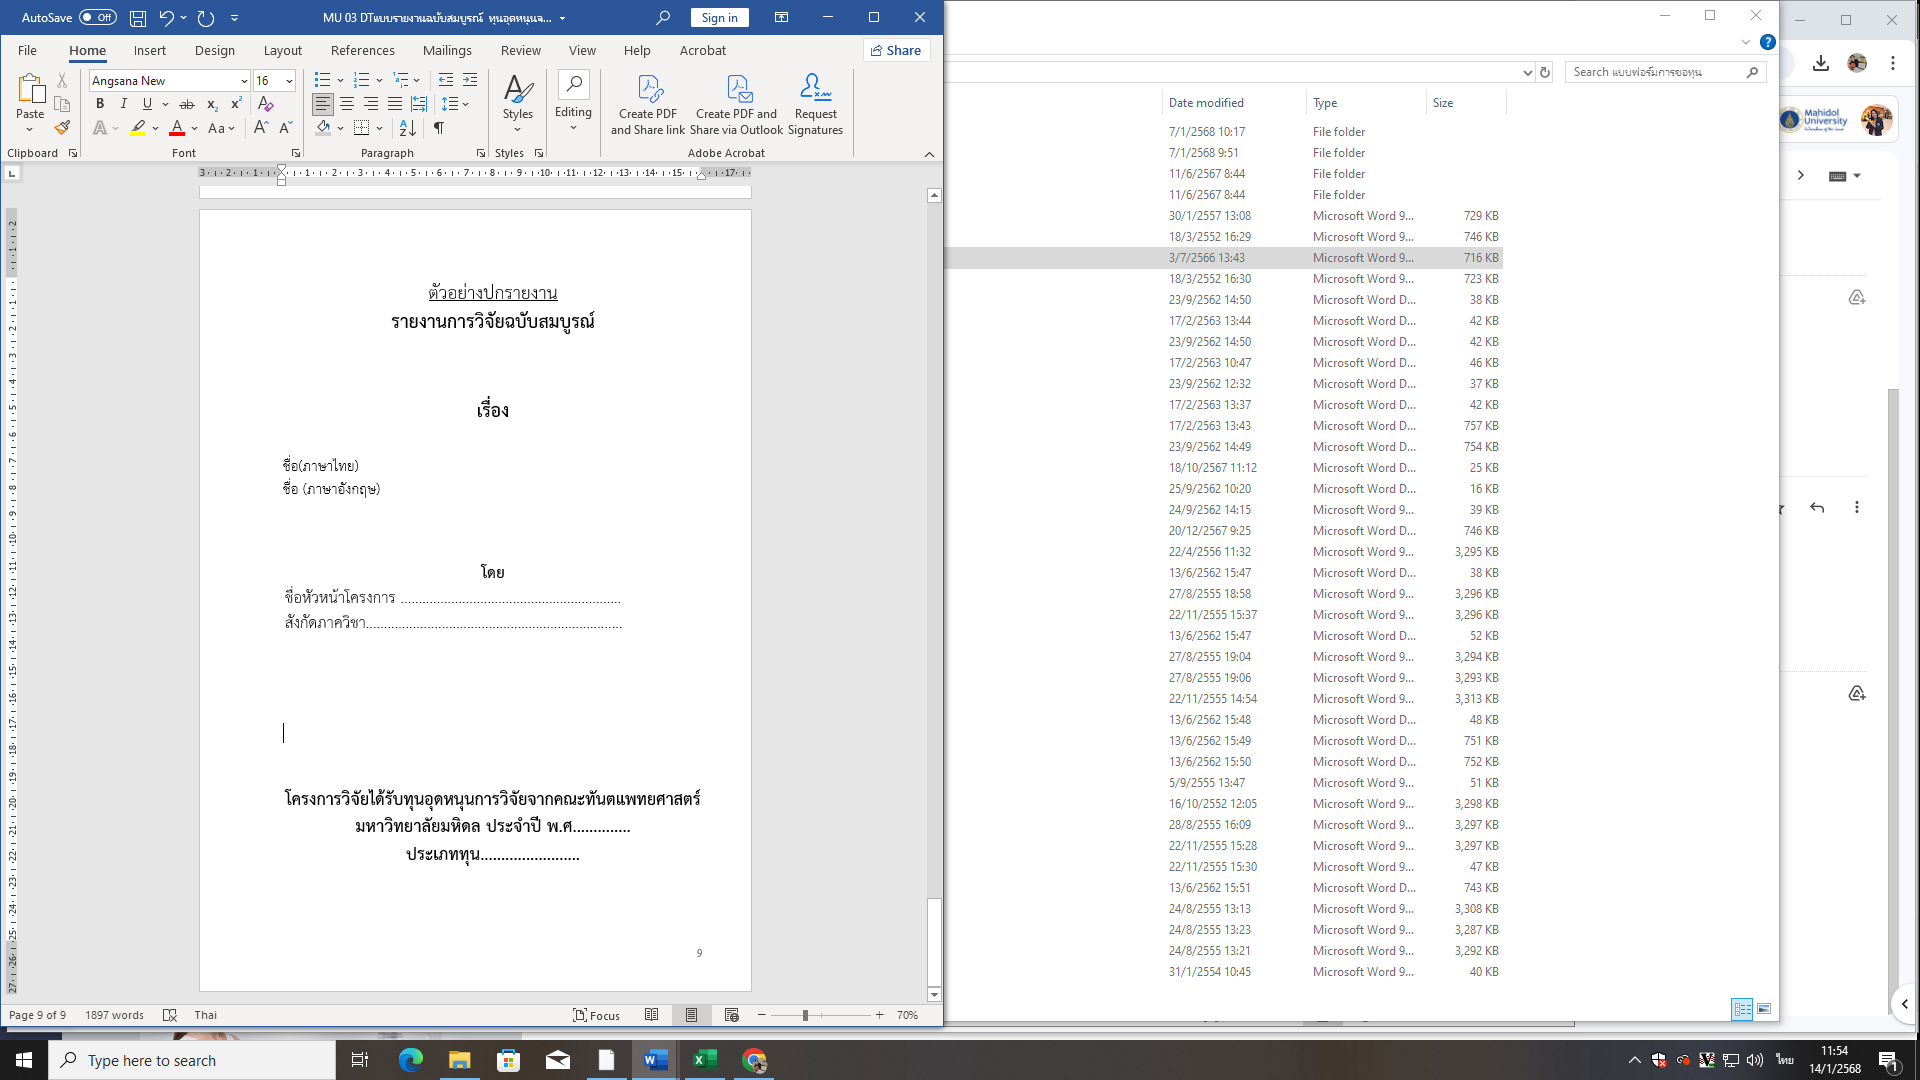 AutoSave Off MU 03 DTแบบรายงานฉบับสมบูรณ์ ทุนอุดหนุนจ... Sign in
File Home Insert Design Layout References Mailings Review View Help Acrobat Share
Angsana New 16
Paste
Styles
Editing
Create PDF and Share link
Create PDF and Share via Outlook
Request Signatures
Clipboard Font Paragraph Styles Adobe Acrobat
ตัวอย่างปกรายงาน
รายงานการวิจัยฉบับสมบูรณ์
เรื่อง
ชื่อ(ภาษาไทย)
ชื่อ (ภาษาอังกฤษ)
โดย
ชื่อหัวหน้าโครงการ .............................................................
สังกัดภาควิชา.......................................................................
โครงการวิจัยได้รับทุนอุดหนุนการวิจัยจากคณะทันตแพทยศาสตร์
มหาวิทยาลัยมหิดล ประจำปี พ.ศ..............
ประเภททุน........................
9
Page 9 of 9 1897 words Thai Focus 70%
Search แบบฟอร์มการขอทุน
Date modified Type Size
7/1/2568 10:17 File folder
7/1/2568 9:51 File folder
11/6/2567 8:44 File folder
11/6/2567 8:44 File folder
30/1/2557 13:08 Microsoft Word 9... 729 KB
18/3/2552 16:29 Microsoft Word 9... 746 KB
3/7/2566 13:43 Microsoft Word 9... 716 KB
18/3/2552 16:30 Microsoft Word 9... 723 KB
23/9/2562 14:50 Microsoft Word D... 38 KB
17/2/2563 13:44 Microsoft Word D... 42 KB
23/9/2562 14:50 Microsoft Word D... 42 KB
17/2/2563 10:47 Microsoft Word D... 46 KB
23/9/2562 12:32 Microsoft Word D... 37 KB
17/2/2563 13:37 Microsoft Word D... 42 KB
17/2/2563 13:43 Microsoft Word D... 757 KB
23/9/2562 14:49 Microsoft Word D... 754 KB
18/10/2567 11:12 Microsoft Word D... 25 KB
25/9/2562 10:20 Microsoft Word D... 16 KB
24/9/2562 14:15 Microsoft Word 9... 39 KB
20/12/2567 9:25 Microsoft Word D... 746 KB
22/4/2556 11:32 Microsoft Word 9... 3,295 KB
13/6/2562 15:47 Microsoft Word D... 38 KB
27/8/2555 18:58 Microsoft Word 9... 3,296 KB
22/11/2555 15:37 Microsoft Word 9... 3,296 KB
13/6/2562 15:47 Microsoft Word D... 52 KB
27/8/2555 19:04 Microsoft Word 9... 3,294 KB
27/8/2555 19:06 Microsoft Word 9... 3,293 KB
22/11/2555 14:54 Microsoft Word 9... 3,313 KB
13/6/2562 15:48 Microsoft Word D... 48 KB
13/6/2562 15:49 Microsoft Word D... 751 KB
13/6/2562 15:50 Microsoft Word D... 752 KB
5/9/2555 13:47 Microsoft Word 9... 51 KB
16/10/2552 12:05 Microsoft Word 9... 3,298 KB
28/8/2555 16:09 Microsoft Word 9... 3,297 KB
22/11/2555 15:28 Microsoft Word 9... 3,297 KB
22/11/2555 15:30 Microsoft Word 9... 47 KB
13/6/2562 15:51 Microsoft Word D... 743 KB
24/8/2555 13:13 Microsoft Word 9... 3,308 KB
24/8/2555 13:23 Microsoft Word 9... 3,287 KB
24/8/2555 13:21 Microsoft Word 9... 3,292 KB
31/1/2554 10:45 Microsoft Word 9... 40 KB
Mahidol University
Type here to search
ไทย
11:54
14/1/2568
1